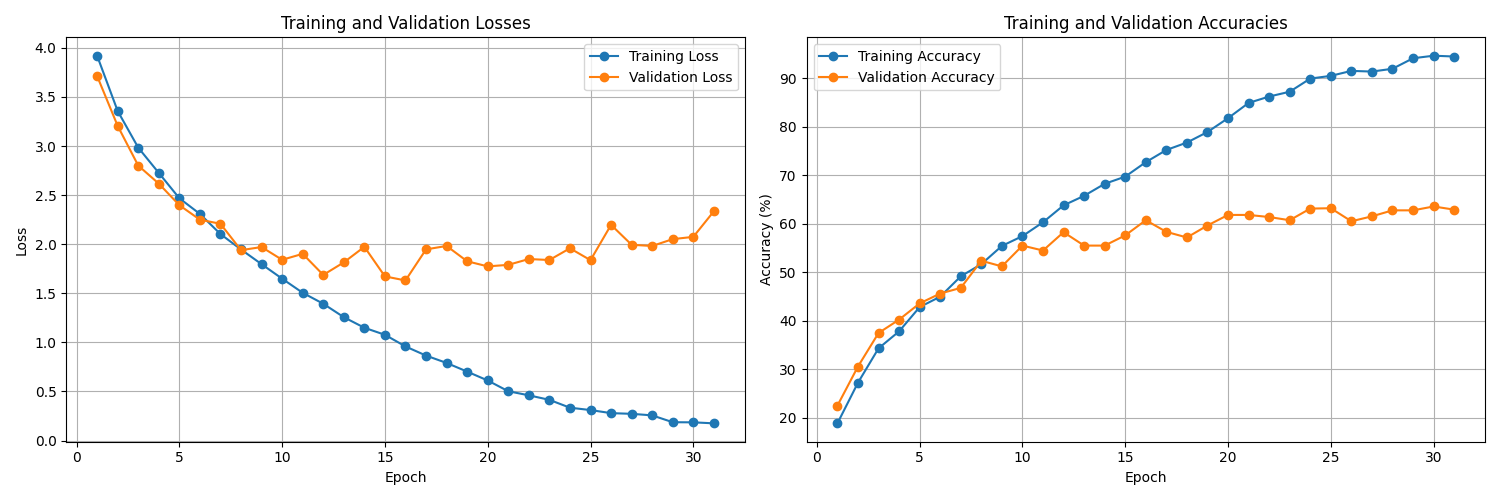 Training and Validation Losses
4.0
3.5
3.0
2.5
2.0
1.5
1.0
0.5
0.0
Loss
0 5 10 15 20 25 30
Epoch
Training Loss
Validation Loss
Training and Validation Accuracies
90
80
70
60
50
40
30
20
Accuracy (%)
0 5 10 15 20 25 30
Epoch
Training Accuracy
Validation Accuracy